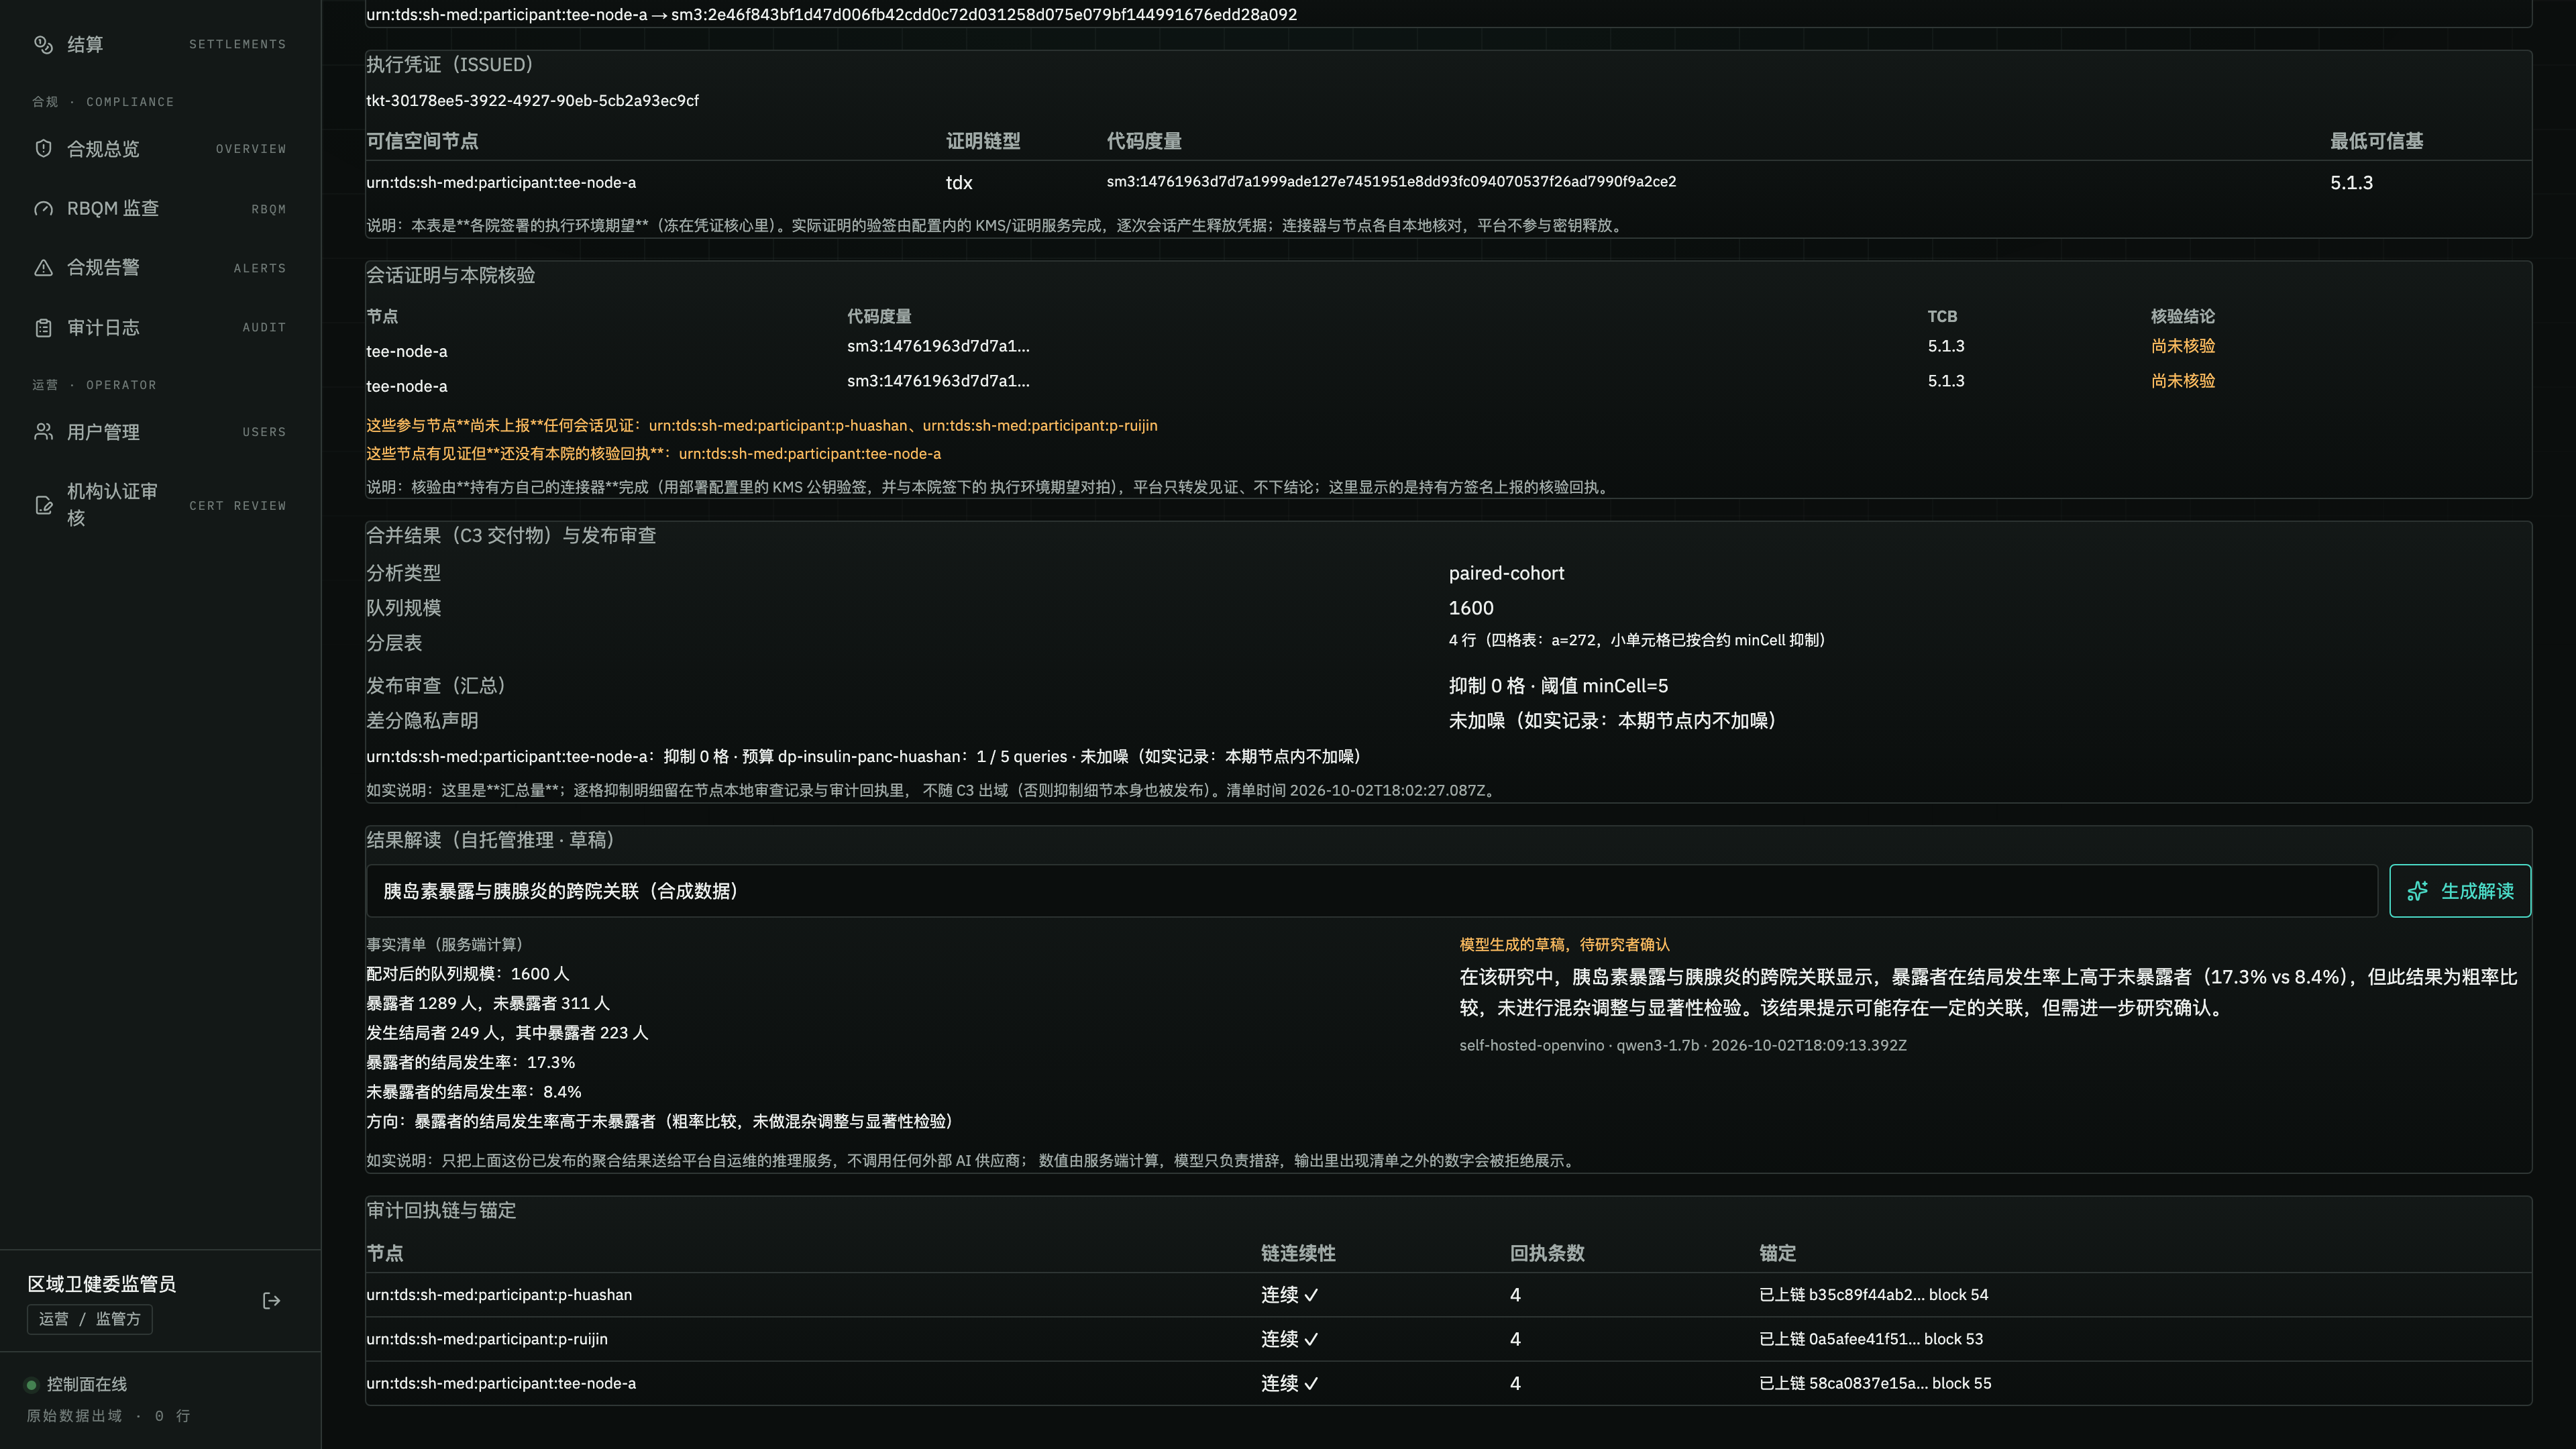 结算 SETTLEMENTS
合规 · COMPLIANCE
合规总览 OVERVIEW
RBQM 监查 RBQM
合规告警 ALERTS
审计日志 AUDIT
运营 · OPERATOR
用户管理 USERS
机构认证审核 CERT REVIEW
区域卫健委监管员
运营 / 监管方
控制面在线
原始数据出域 · 0 行
urn:tds:sh-med:participant:tee-node-a → sm3:2e46f843bf1d47d006fb42cdd0c72d031258d075e079bf144991676edd28a092
执行凭证（ISSUED）
tkt-30178ee5-3922-4927-90eb-5cb2a93ec9cf
可信空间节点 证明链型 代码度量 最低可信基
urn:tds:sh-med:participant:tee-node-a tdx sm3:14761963d7d7a1999ade127e7451951e8dd93fc094070537f26ad7990f9a2ce2 5.1.3
说明：本表是**各院签署的执行环境期望**（冻在凭证核心里）。实际证明的验签由配置内的 KMS/证明服务完成，逐次会话产生释放凭据；连接器与节点各自本地核对，平台不参与密钥释放。
会话证明与本院核验
节点 代码度量 TCB 核验结论
tee-node-a sm3:14761963d7d7a1... 5.1.3 尚未核验
tee-node-a sm3:14761963d7d7a1... 5.1.3 尚未核验
这些参与节点**尚未上报**任何会话见证：urn:tds:sh-med:participant:p-huashan、urn:tds:sh-med:participant:p-ruijin
这些节点有见证但**还没有本院的核验回执**：urn:tds:sh-med:participant:tee-node-a
说明：核验由**持有方自己的连接器**完成（用部署配置里的 KMS 公钥验签，并与本院签下的 执行环境期望对拍），平台只转发见证、不下结论；这里显示的是持有方签名上报的核验回执。
合并结果（C3 交付物）与发布审查
分析类型 paired-cohort
队列规模 1600
分层表 4 行（四格表：a=272，小单元格已按合约 minCell 抑制）
发布审查（汇总） 抑制 0 格 · 阈值 minCell=5
差分隐私声明 未加噪（如实记录：本期节点内不加噪）
urn:tds:sh-med:participant:tee-node-a：抑制 0 格 · 预算 dp-insulin-panc-huashan：1 / 5 queries · 未加噪（如实记录：本期节点内不加噪）
如实说明：这里是**汇总量**；逐格抑制明细留在节点本地审查记录与审计回执里， 不随 C3 出域（否则抑制细节本身也被发布）。清单时间 2026-10-02T18:02:27.087Z。
结果解读（自托管推理 · 草稿）
胰岛素暴露与胰腺炎的跨院关联（合成数据） 生成解读
事实清单（服务端计算）
配对后的队列规模：1600 人
暴露者 1289 人，未暴露者 311 人
发生结局者 249 人，其中暴露者 223 人
暴露者的结局发生率：17.3%
未暴露者的结局发生率：8.4%
方向：暴露者的结局发生率高于未暴露者（粗率比较，未做混杂调整与显著性检验）
模型生成的草稿，待研究者确认
在该研究中，胰岛素暴露与胰腺炎的跨院关联显示，暴露者在结局发生率上高于未暴露者（17.3% vs 8.4%），但此结果为粗率比
较，未进行混杂调整与显著性检验。该结果提示可能存在一定的关联，但需进一步研究确认。
self-hosted-openvino · qwen3-1.7b · 2026-10-02T18:09:13.392Z
如实说明：只把上面这份已发布的聚合结果送给平台自运维的推理服务，不调用任何外部 AI 供应商； 数值由服务端计算，模型只负责措辞，输出里出现清单之外的数字会被拒绝展示。
审计回执链与锚定
节点 链连续性 回执条数 锚定
urn:tds:sh-med:participant:p-huashan 连续 ✓ 4 已上链 b35c89f44ab2... block 54
urn:tds:sh-med:participant:p-ruijin 连续 ✓ 4 已上链 0a5afee41f51... block 53
urn:tds:sh-med:participant:tee-node-a 连续 ✓ 4 已上链 58ca0837e15a... block 55